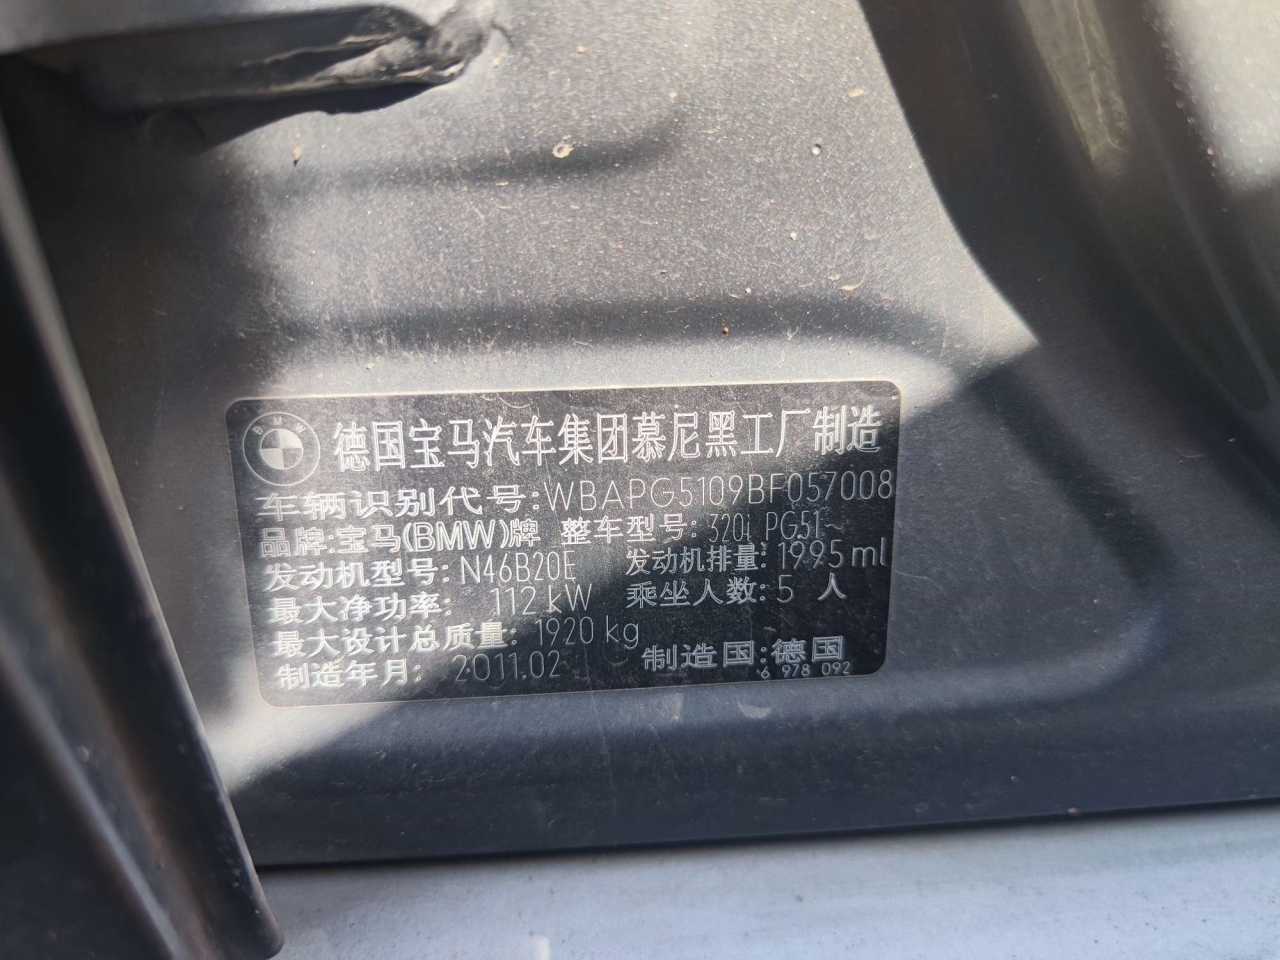 BMW
德国宝马汽车集团慕尼黑工厂制造
车辆识别代号:WBAPG5109BF057008
品牌:宝马(BMW)牌 整车型号: 320i PG51
发动机型号: N46B20E 发动机排量: 1995 ml
最大净功率: 112 kW 乘坐人数: 5 人
最大设计总质量: 1920 kg
制造年月: 2011.02 制造国:德国
6 978 092